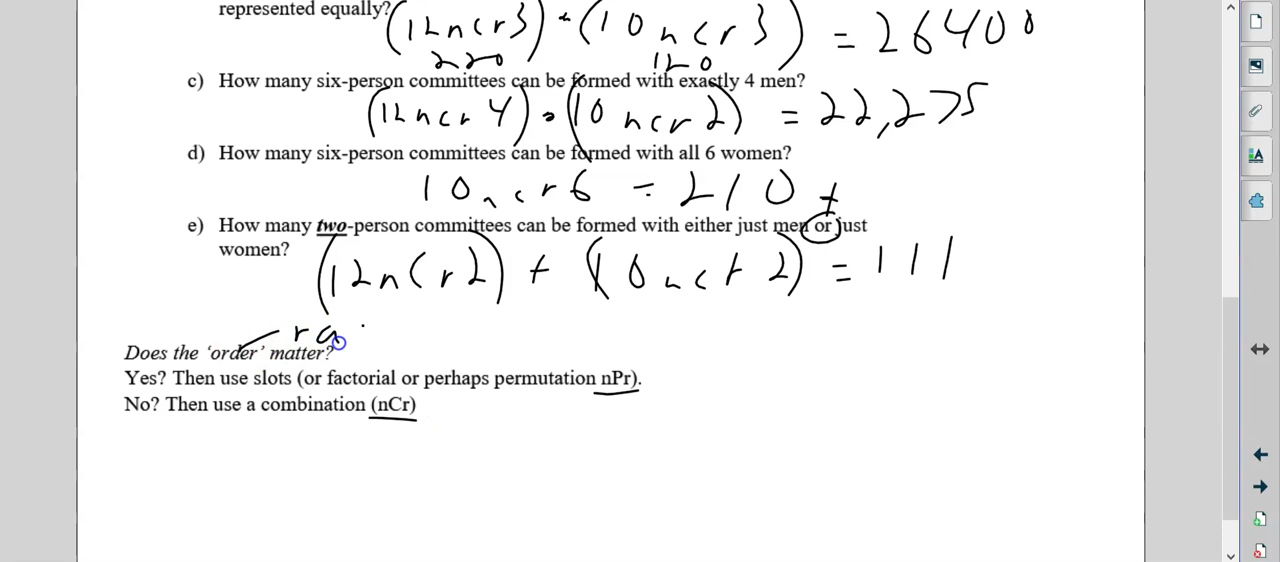 represented equally?
(12ncr3) • (10ncr3) = 26400
220 120
c) How many six-person committees can be formed with exactly 4 men?
(12ncr4) • (10ncr2) = 22,275
d) How many six-person committees can be formed with all 6 women?
10ncr6 = 210 +
e) How many two-person committees can be formed with either just men or just
women?
(12ncr2) + (10ncr2) = 111
ra
Does the ‘order’ matter?
Yes? Then use slots (or factorial or perhaps permutation nPr).
No? Then use a combination (nCr)